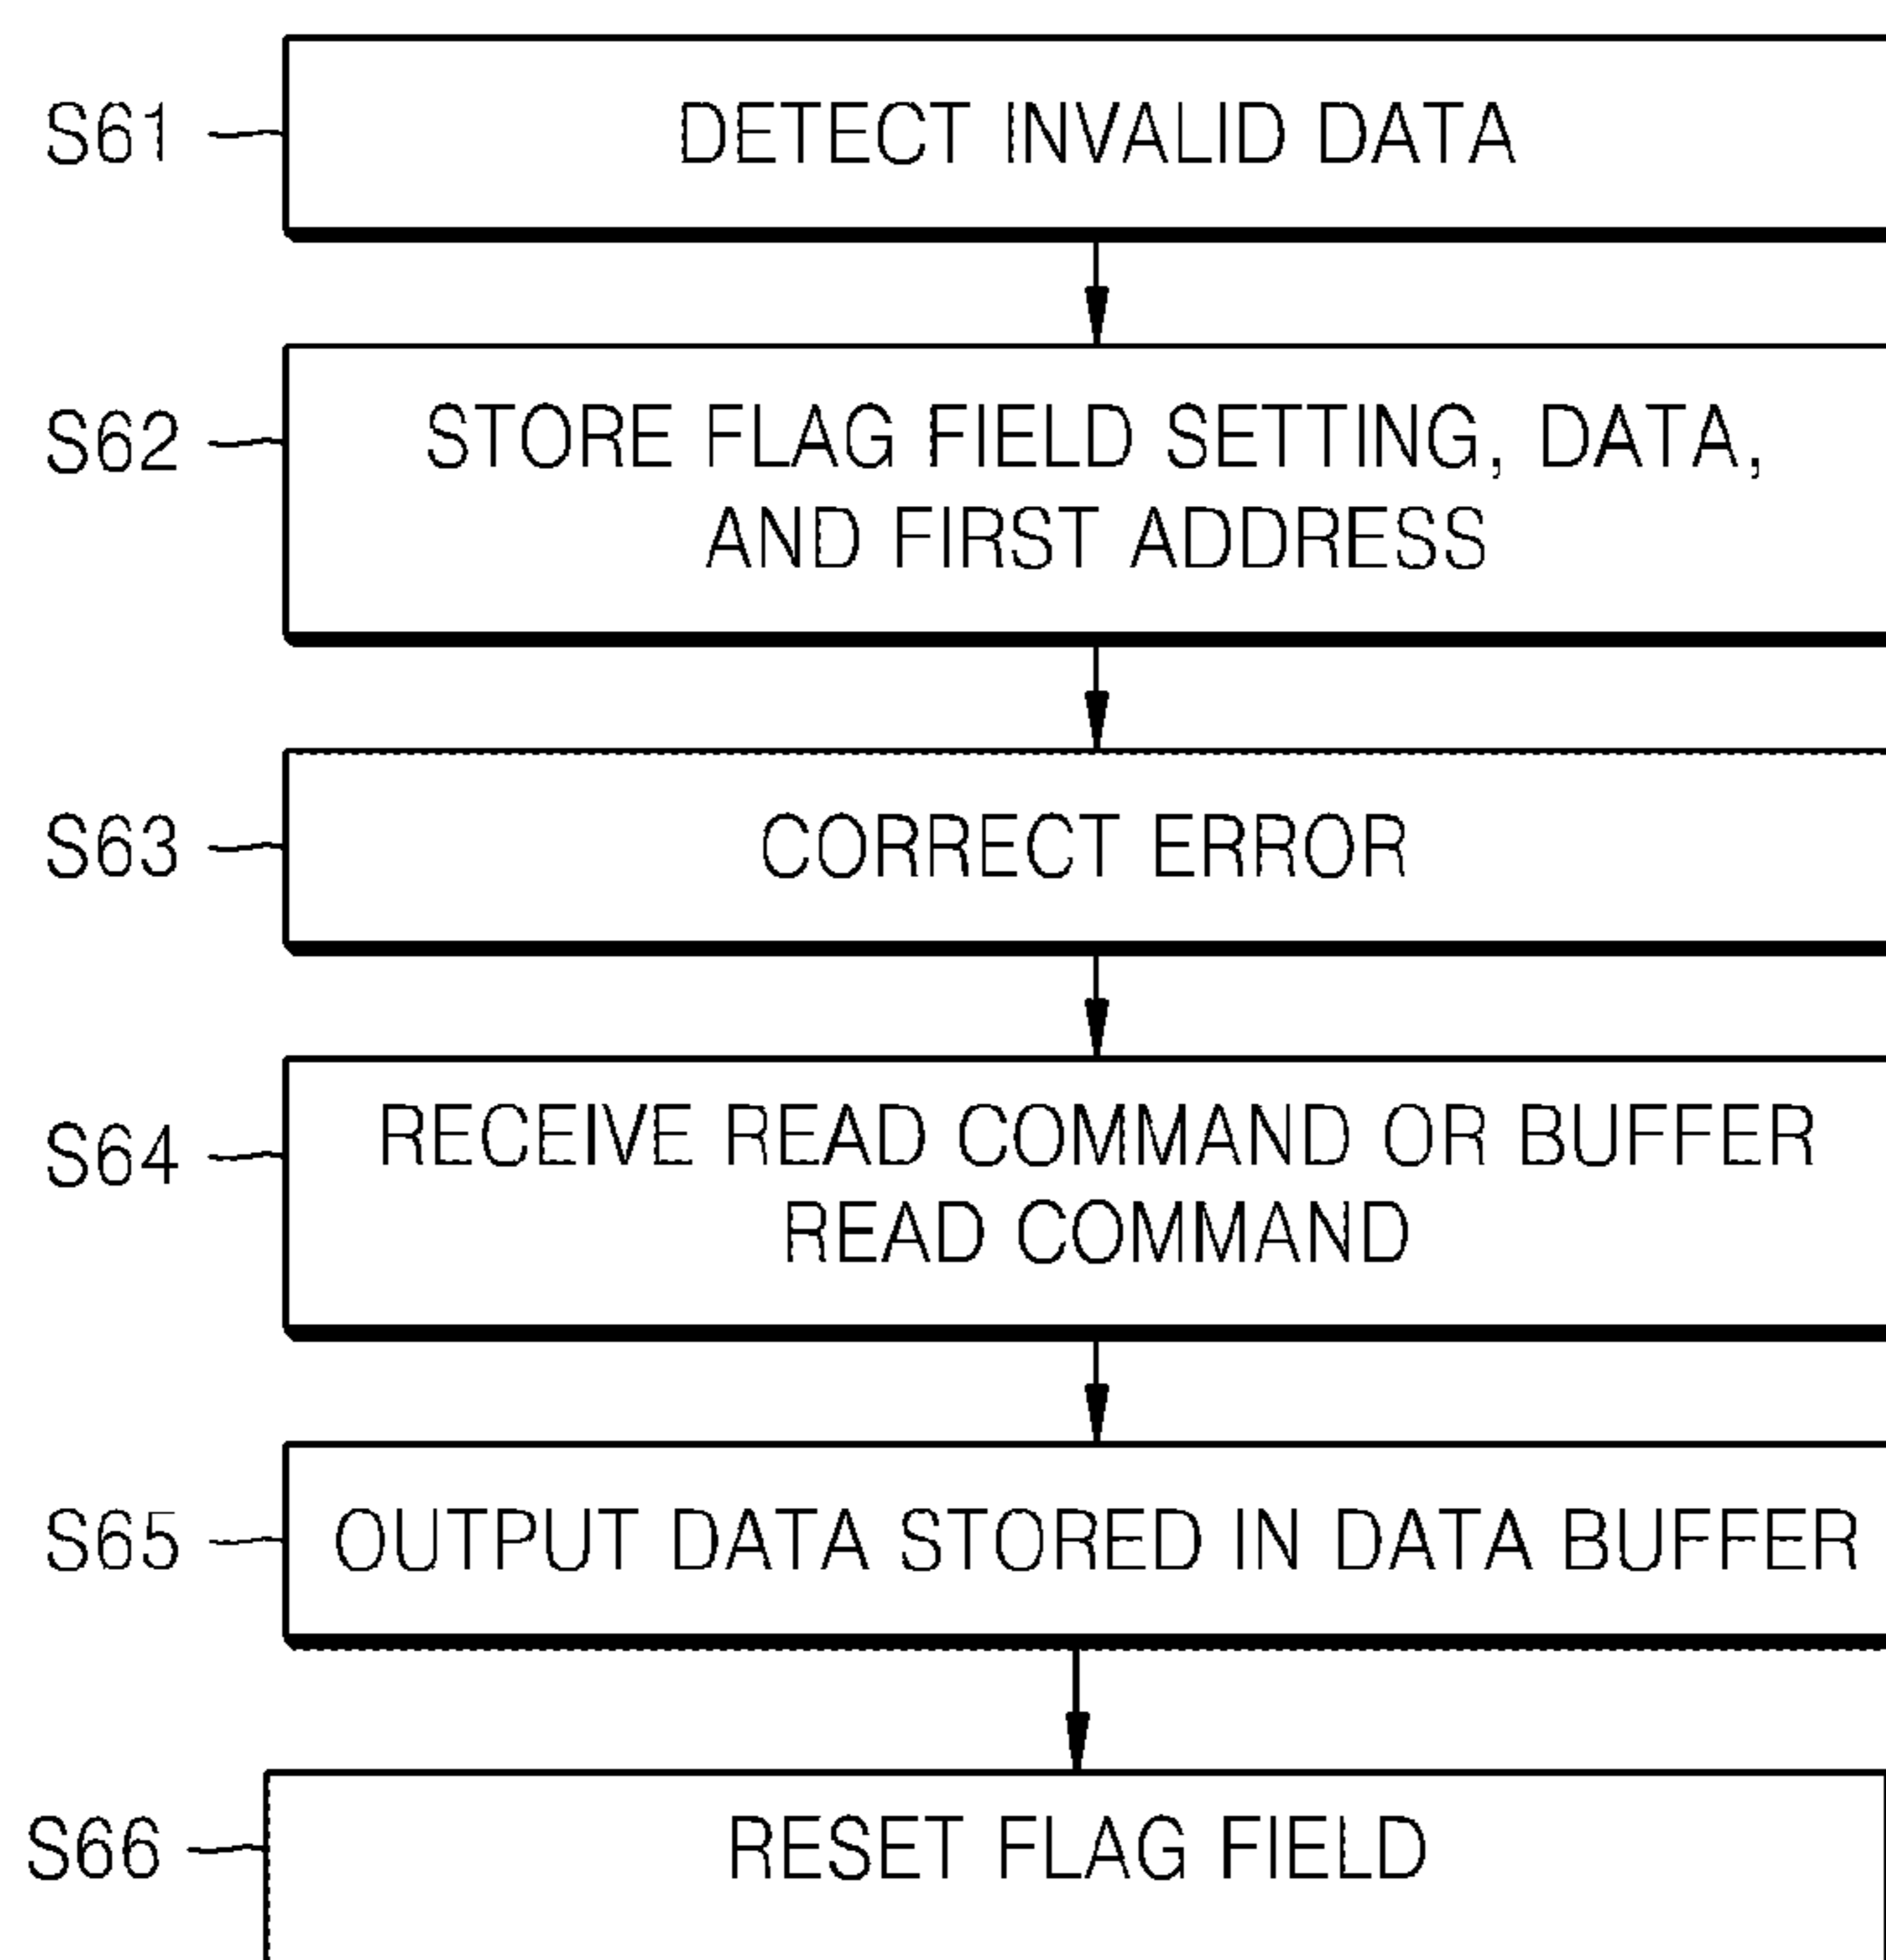 S61 DETECT INVALID DATA
S62 STORE FLAG FIELD SETTING, DATA,
AND FIRST ADDRESS
S63 CORRECT ERROR
S64 RECEIVE READ COMMAND OR BUFFER
READ COMMAND
S65 OUTPUT DATA STORED IN DATA BUFFER
S66 RESET FLAG FIELD